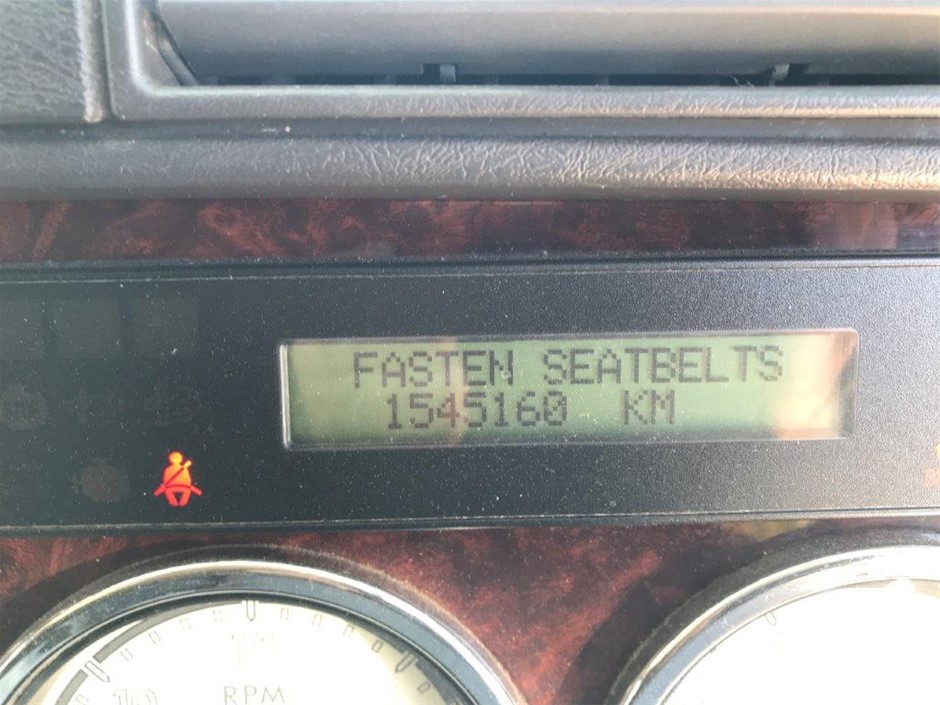 FASTEN SEATBELTS
1545160 KM
RPM